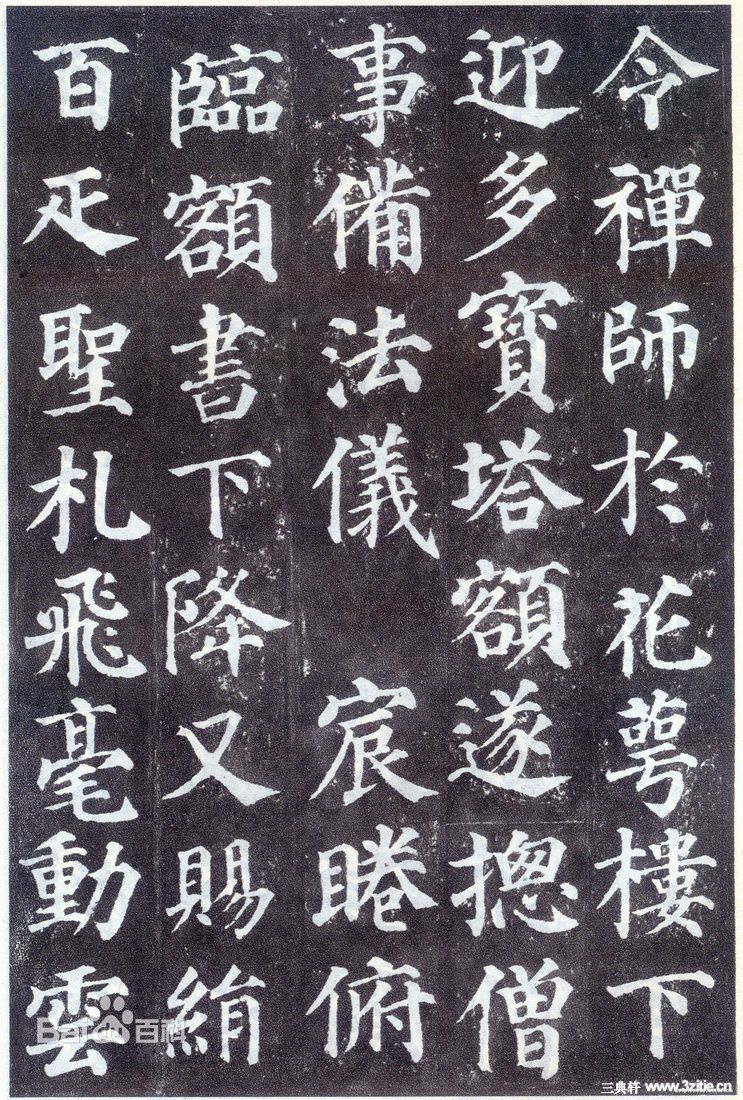 令禪師於花萼樓下
迎多寶塔額遂揔僧
事備法儀 宸睠俯
臨額書下降又賜絹
百疋聖札飛毫動雲
Bai百科
三典轩 www.3zitie.cn